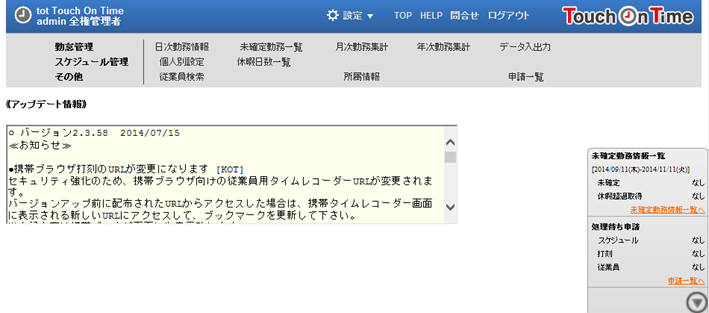 tot Touch On Time
admin 全権管理者
設定 ▼ TOP HELP 問合せ ログアウト
Touch On Time
勤怠管理 日次勤務情報 未確定勤務一覧 月次勤務集計 年次勤務集計 データ入出力
スケジュール管理 個人別設定 休暇日数一覧
その他 従業員検索 所属情報 申請一覧
《アップデート情報》
○ バージョン2.3.58 2014/07/15
≪お知らせ≫
●携帯ブラウザ打刻のURLが変更になります [KOT]
セキュリティ強化のため、携帯ブラウザ向けの従業員用タイムレコーダーURLが変更されま
す。
バージョンアップ前に配布されたURLからアクセスした場合は、携帯タイムレコーダー画面
に表示される新しいURLにアクセスして、ブックマークを更新して下さい。
未確定勤務情報一覧
[2014/09/11(木)-2014/11/11(火)]
未確定 なし
休暇超過取得 なし
未確定勤務情報一覧へ
処理待ち申請
スケジュール なし
打刻 なし
従業員 なし
申請一覧へ